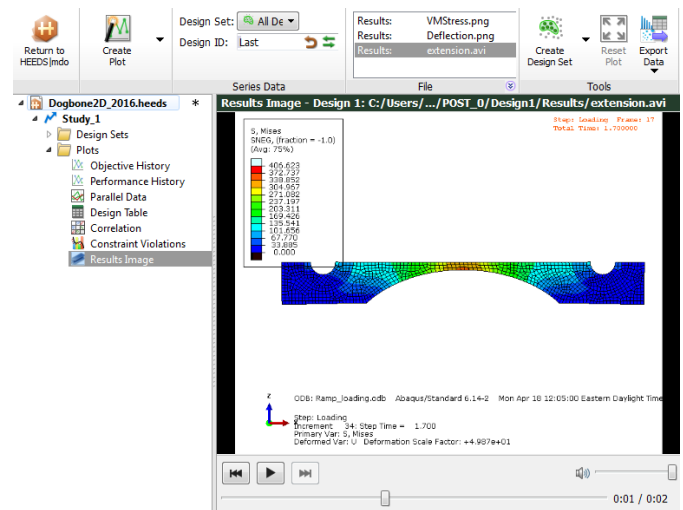 Return to
HEEDS|mdo
Create
Plot
Design Set: All De
Design ID: Last
Series Data
Results: VMStress.png
Results: Deflection.png
Results: extension.avi
File
Create
Design Set
Reset
Plot
Export
Data
Tools
Dogbone2D_2016.heeds *
Study_1
Design Sets
Plots
Objective History
Performance History
Parallel Data
Design Table
Correlation
Constraint Violations
Results Image
Results Image - Design 1: C:/Users/ .../POST_0/Design1/Results/extension.avi
S, Mises
SNEG, (fraction = -1.0)
(Avg: 75%)
406.623
372.737
338.852
304.967
271.082
237.197
203.311
169.426
135.541
101.656
67.770
33.885
0.000
Step: Loading Frame: 17
Total Time: 1.700000
z
ODB: Ramp_loading.odb Abaqus/Standard 6.14-2 Mon Apr 18 12:05:00 Eastern Daylight Time
Step: Loading
Increment 34: Step Time = 1.700
Primary Var: S, Mises
Deformed Var: U Deformation Scale Factor: +4.987e+01
0:01 / 0:02